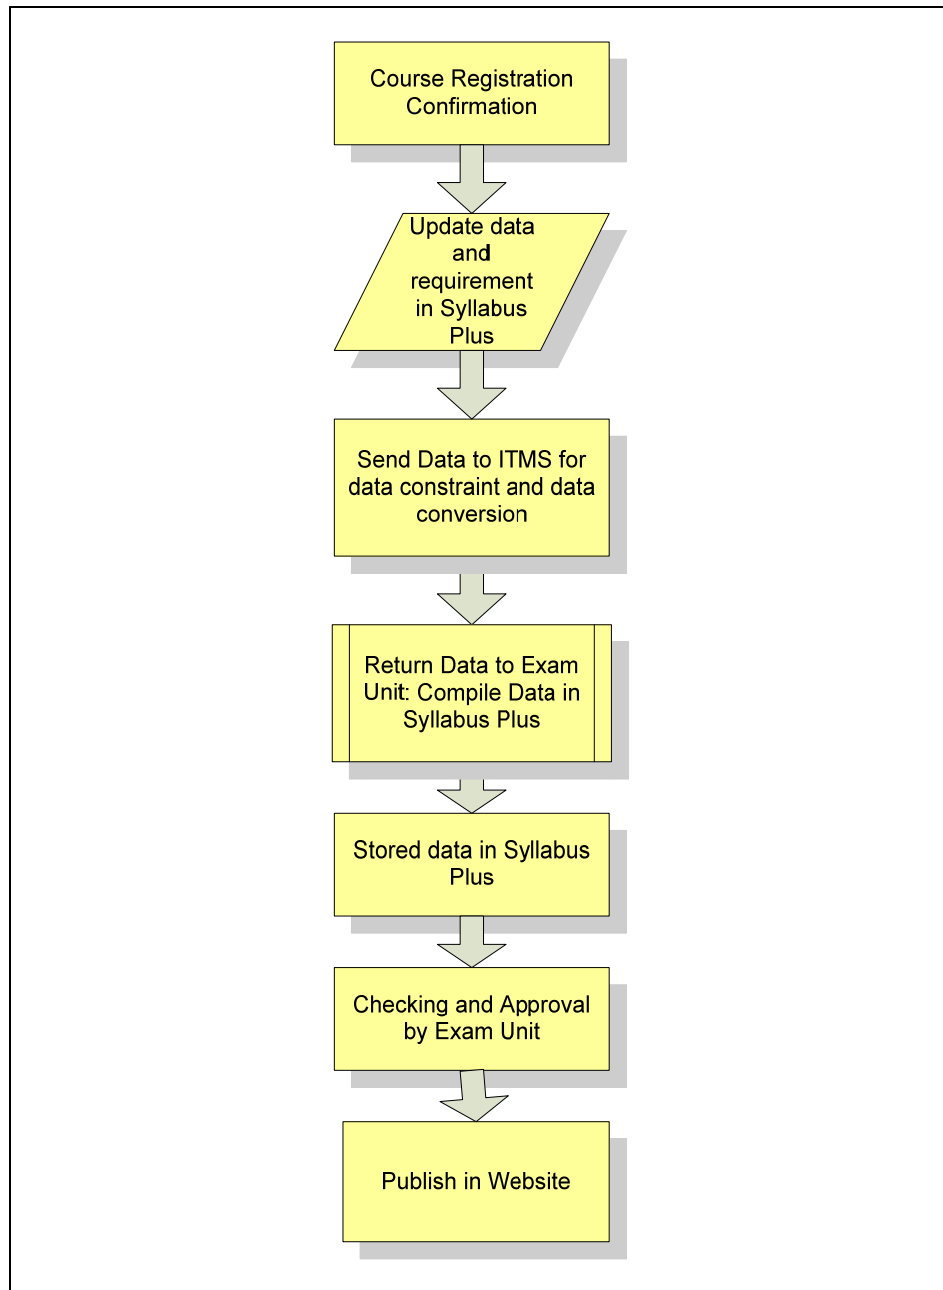 Course Registration
Confirmation
Update data
and
requirement
in Syllabus
Plus
Send Data to ITMS for
data constraint and data
conversion
Return Data to Exam
Unit: Compile Data in
Syllabus Plus
Stored data in Syllabus
Plus
Checking and Approval
by Exam Unit
Publish in Website